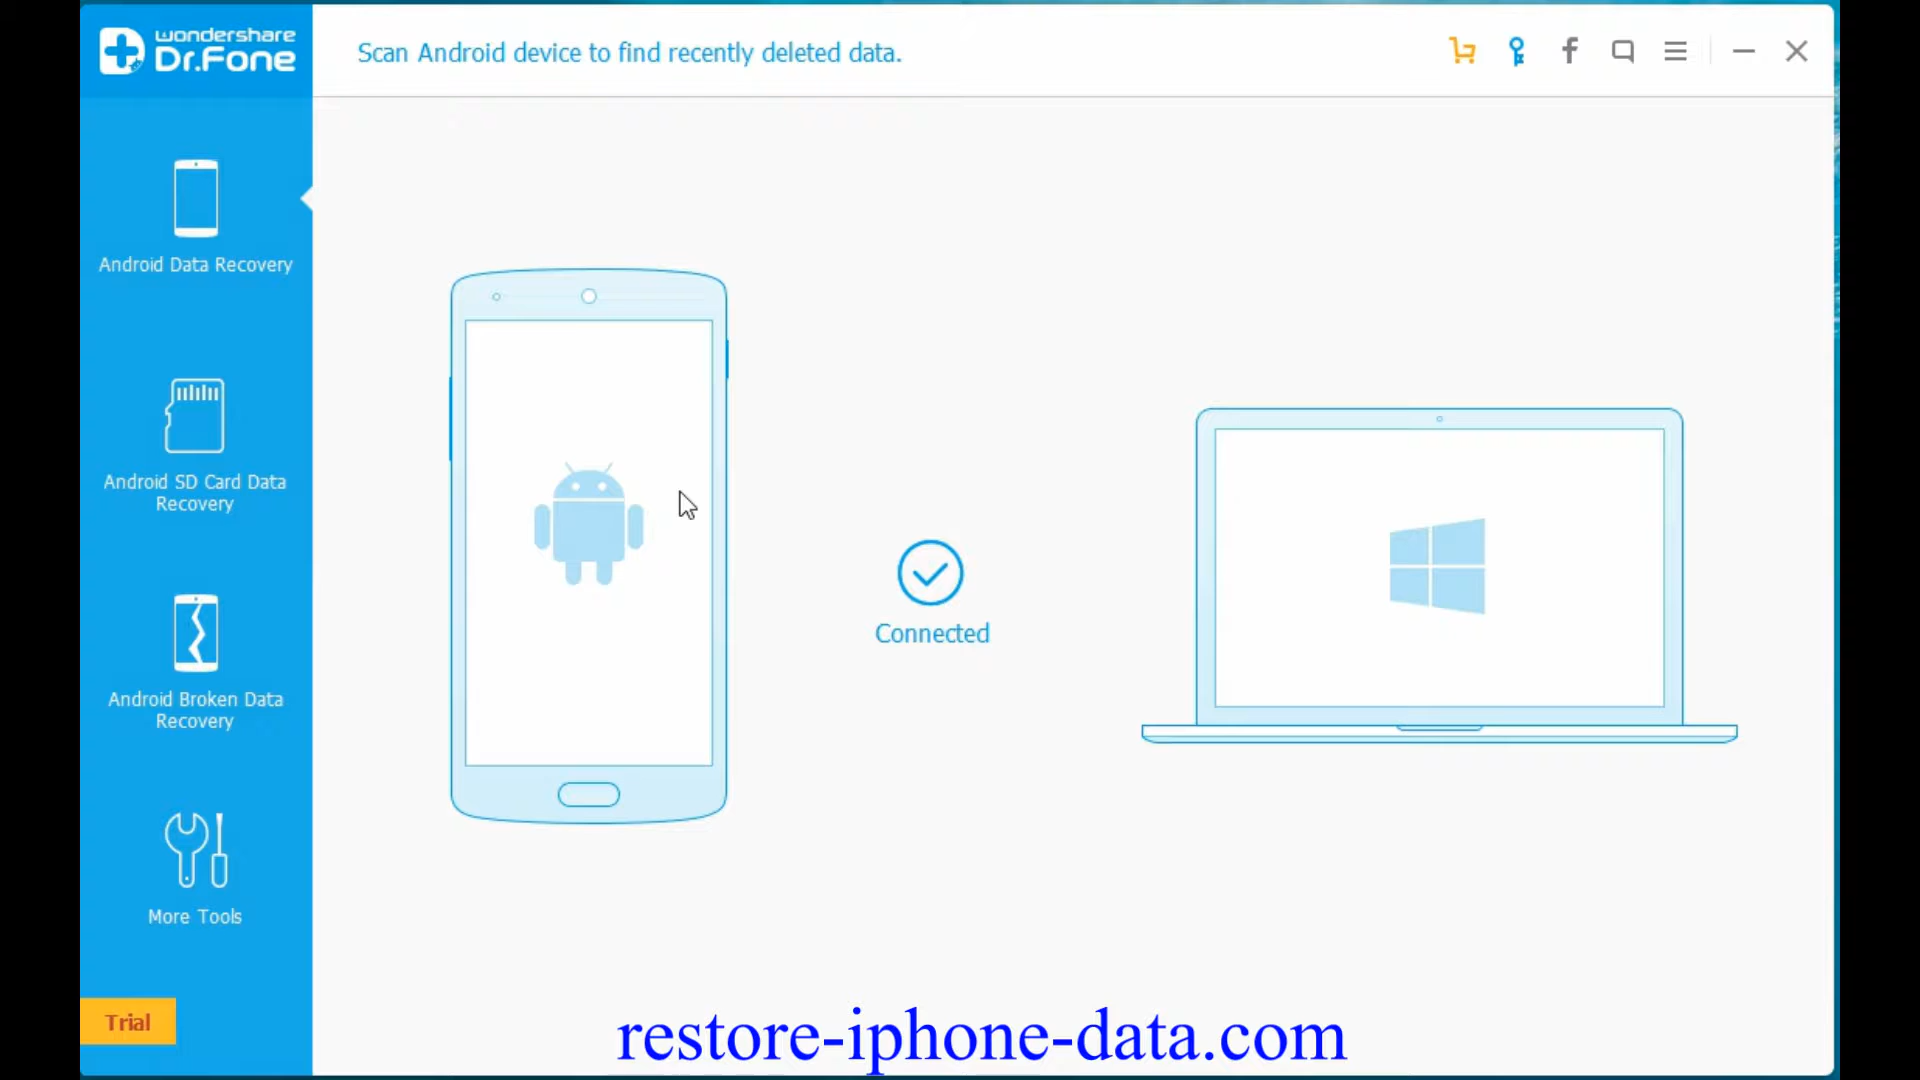 wondershare
Dr.Fone
Scan Android device to find recently deleted data.
Android Data Recovery
Android SD Card Data
Recovery
Android Broken Data
Recovery
More Tools
Connected
Trial
restore-iphone-data.com